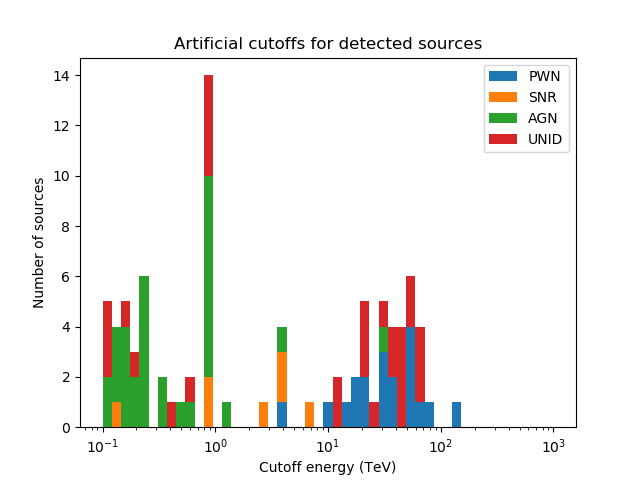 Artificial cutoffs for detected sources
PWN
SNR
AGN
UNID
14
12
10
8
6
4
2
0
Number of sources
10⁻¹ 10⁰ 10¹ 10² 10³
Cutoff energy (TeV)